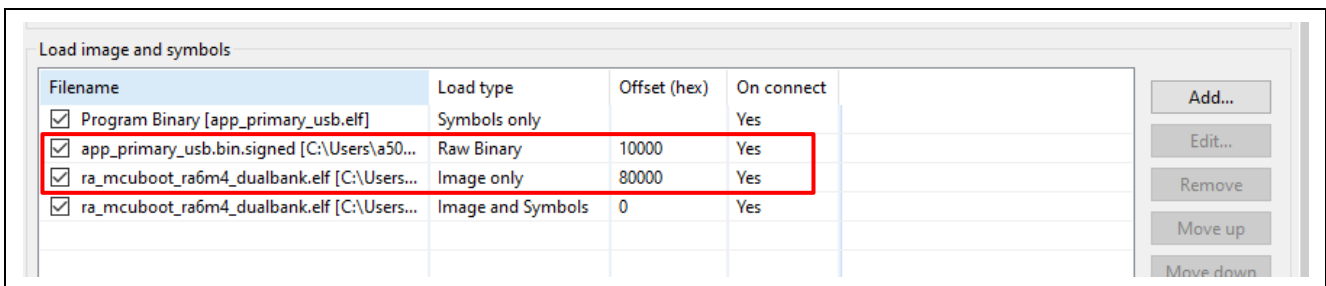 Load image and symbols
Filename Load type Offset (hex) On connect
Program Binary [app_primary_usb.elf] Symbols only Yes
app_primary_usb.bin.signed [C:\Users\a50... Raw Binary 10000 Yes
ra_mcuboot_ra6m4_dualbank.elf [C:\Users... Image only 80000 Yes
ra_mcuboot_ra6m4_dualbank.elf [C:\Users... Image and Symbols 0 Yes
Add...
Edit...
Remove
Move up
Move down